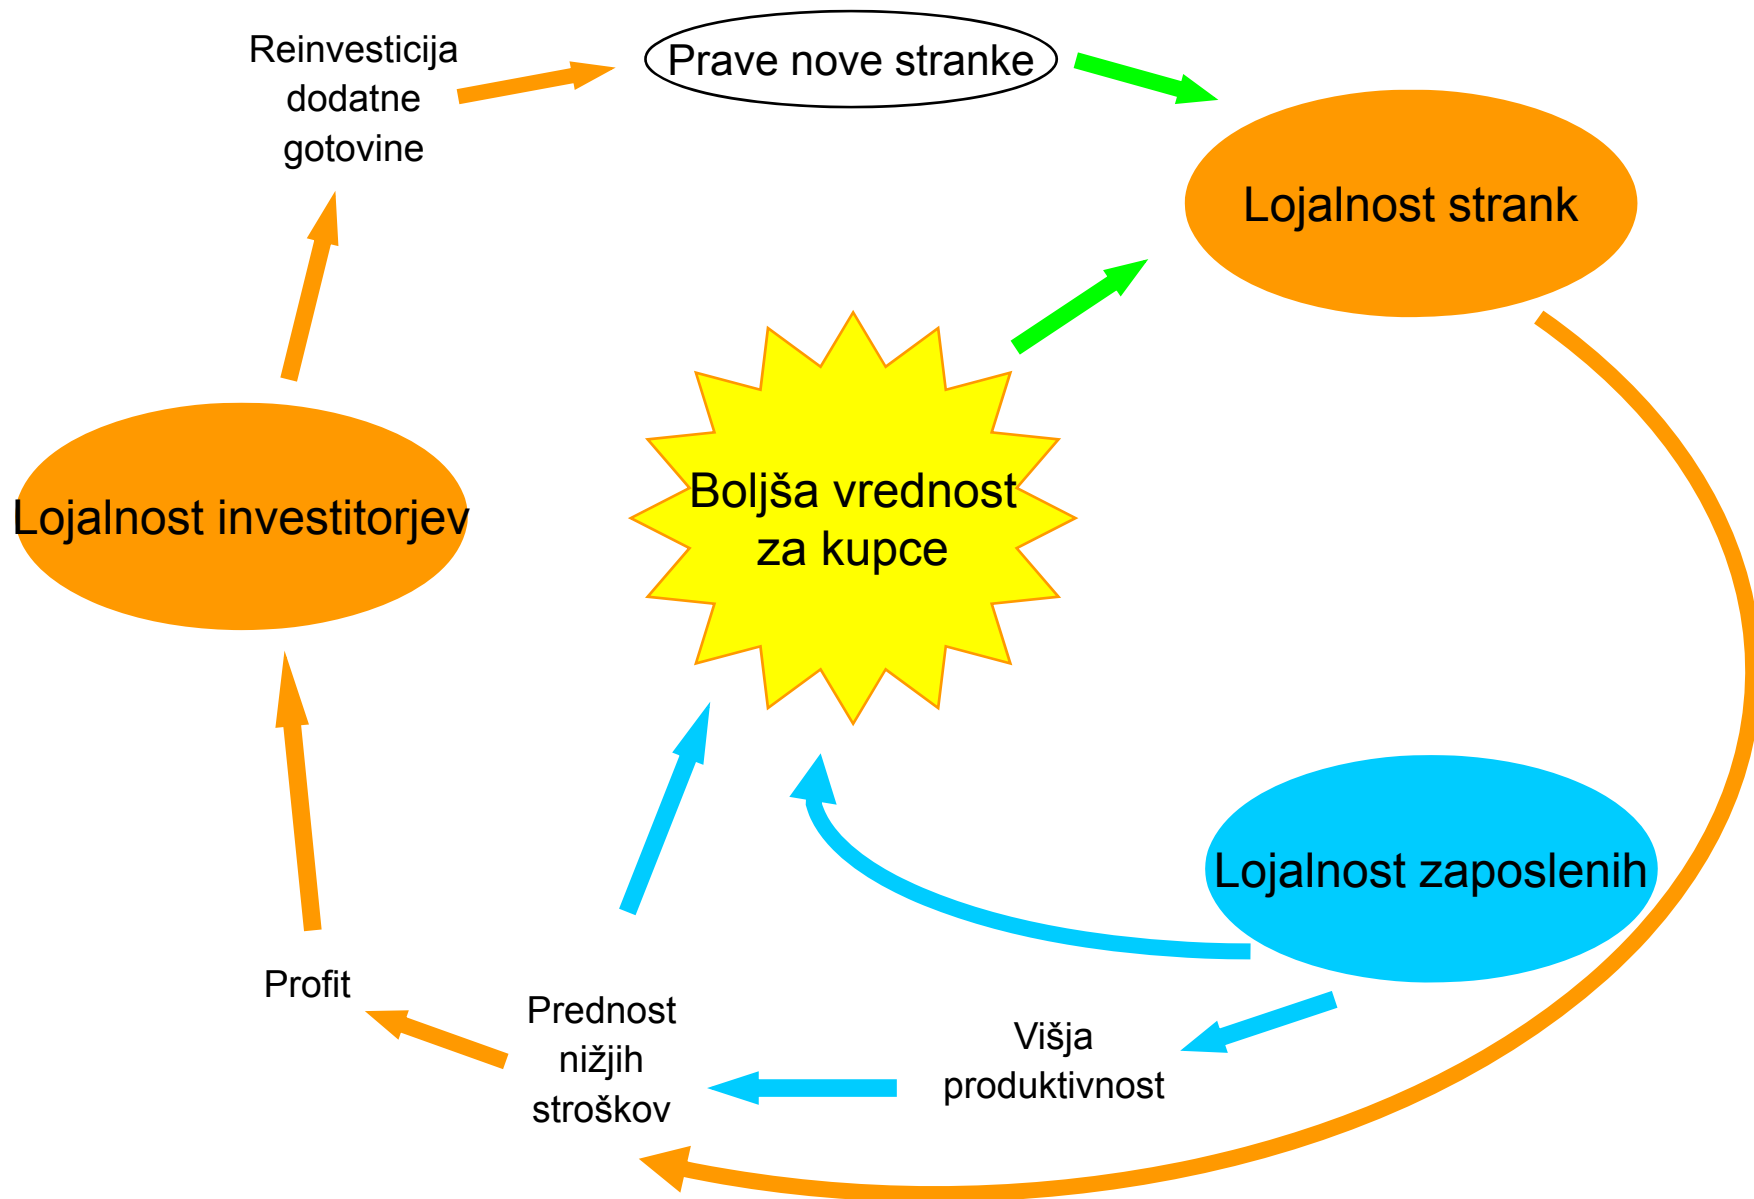 Reinvesticija
dodatne
gotovine
Prave nove stranke
Lojalnost strank
Lojalnost investitorjev
Boljša vrednost
za kupce
Lojalnost zaposlenih
Profit
Prednost
nižjih
stroškov
Višja
produktivnost